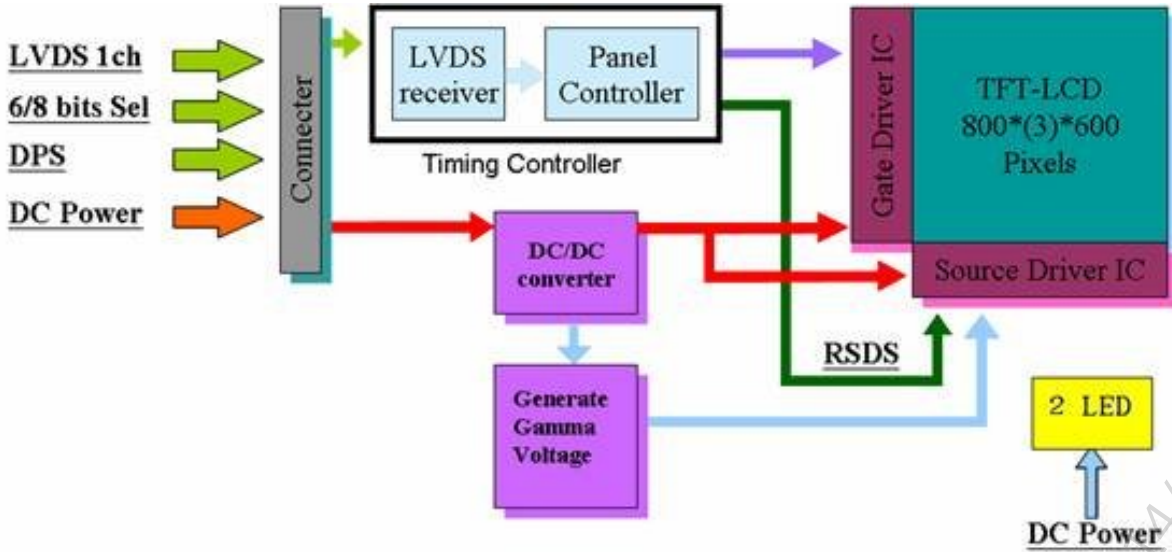 LVDS 1ch
6/8 bits Sel
DPS
DC Power
Connecter
LVDS
receiver
Panel
Controller
Timing Controller
Gate Driver IC
TFT-LCD
800*(3)*600
Pixels
Source Driver IC
DC/DC
converter
RSDS
Generate
Gamma
Voltage
2 LED
DC Power